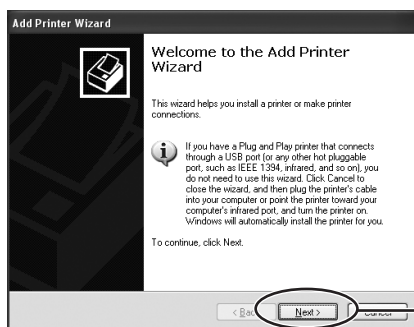 Add Printer Wizard
Welcome to the Add Printer
Wizard
This wizard helps you install a printer or make printer
connections.
If you have a Plug and Play printer that connects
through a USB port (or any other hot pluggable
port, such as IEEE 1394, infrared, and so on), you
do not need to use this wizard. Click Cancel to
close the wizard, and then plug the printer's cable
into your computer or point the printer toward your
computer's infrared port, and turn the printer on.
Windows will automatically install the printer for you.
To continue, click Next.
Next >